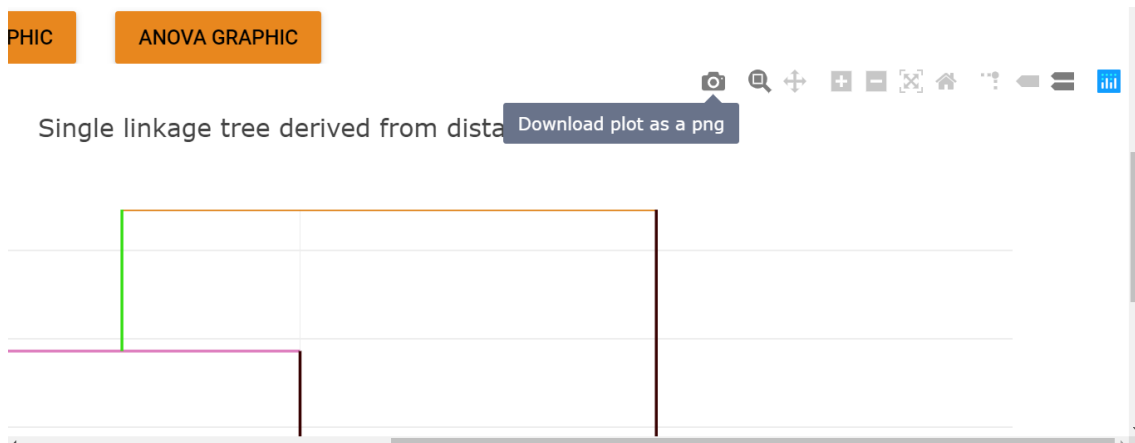 PHIC
ANOVA GRAPHIC
Download plot as a png
Single linkage tree derived from dista